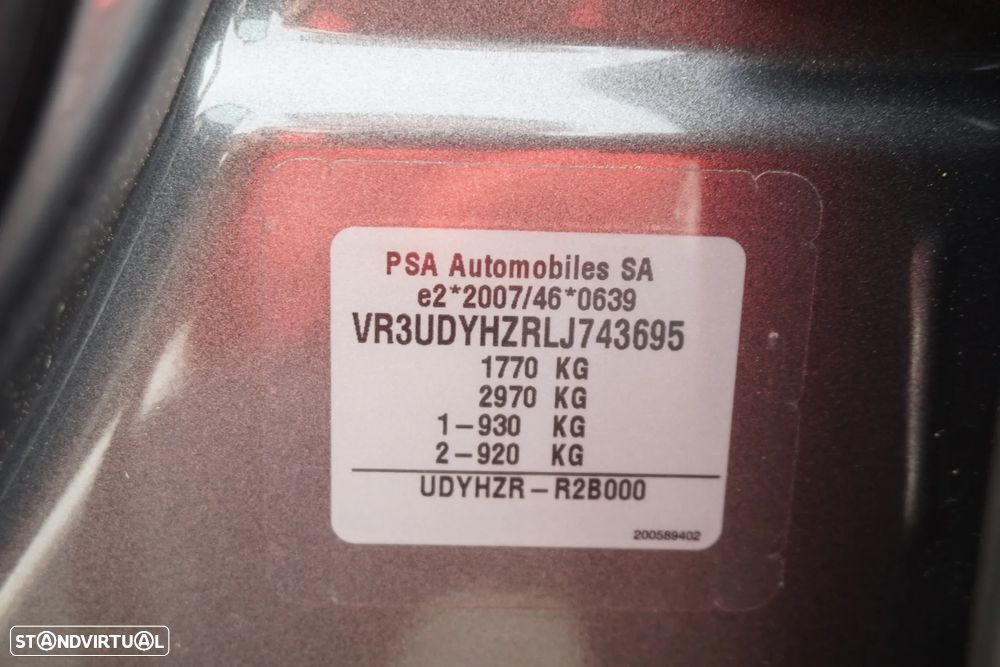 PSA Automobiles SA
e2*2007/46*0639
VR3UDYHZRLJ743695
1770 KG
2970 KG
1-930 KG
2-920 KG
UDYHZR-R2B000
200589402
STANDVIRTUAL